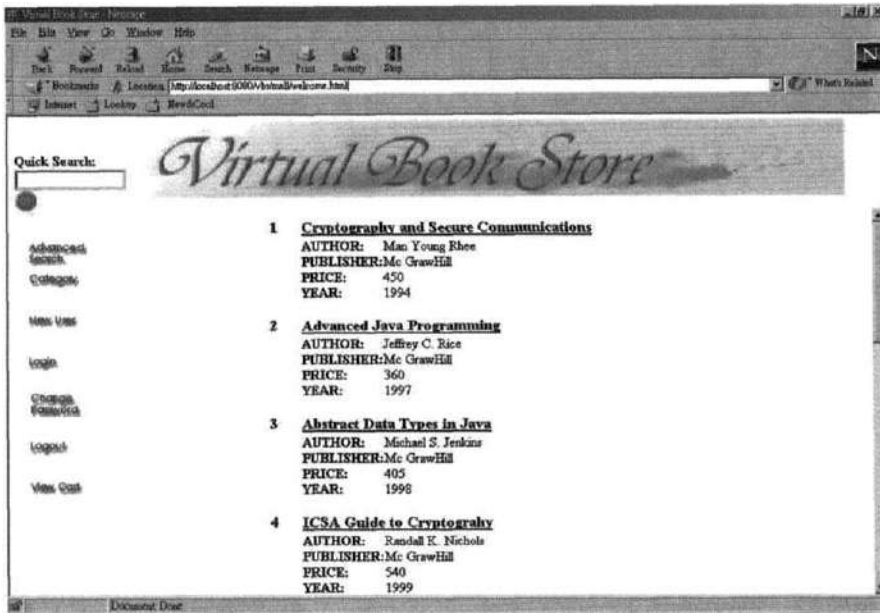 Virtual Book Store - Netscape
File Edit View Go Window Help
Back Forward Reload Home Search Netscape Print Security Stop
N
Bookmarks Location: http://localhost:8080/vbs/mall/welcome.html What's Related
Internet Lookup New&Cool
Quick Search:
Virtual Book Store
Advanced
Search
Category
New User
Login
Change
Password
Logout
View Cart
1 Cryptography and Secure Communications
AUTHOR: Man Young Rhee
PUBLISHER:Mc GrawHill
PRICE: 450
YEAR: 1994
2 Advanced Java Programming
AUTHOR: Jeffrey C. Rice
PUBLISHER:Mc GrawHill
PRICE: 360
YEAR: 1997
3 Abstract Data Types in Java
AUTHOR: Michael S. Jenkins
PUBLISHER:Mc GrawHill
PRICE: 405
YEAR: 1998
4 ICSA Guide to Cryptograhy
AUTHOR: Randall K. Nichols
PUBLISHER:Mc GrawHill
PRICE: 540
YEAR: 1999
Document Done